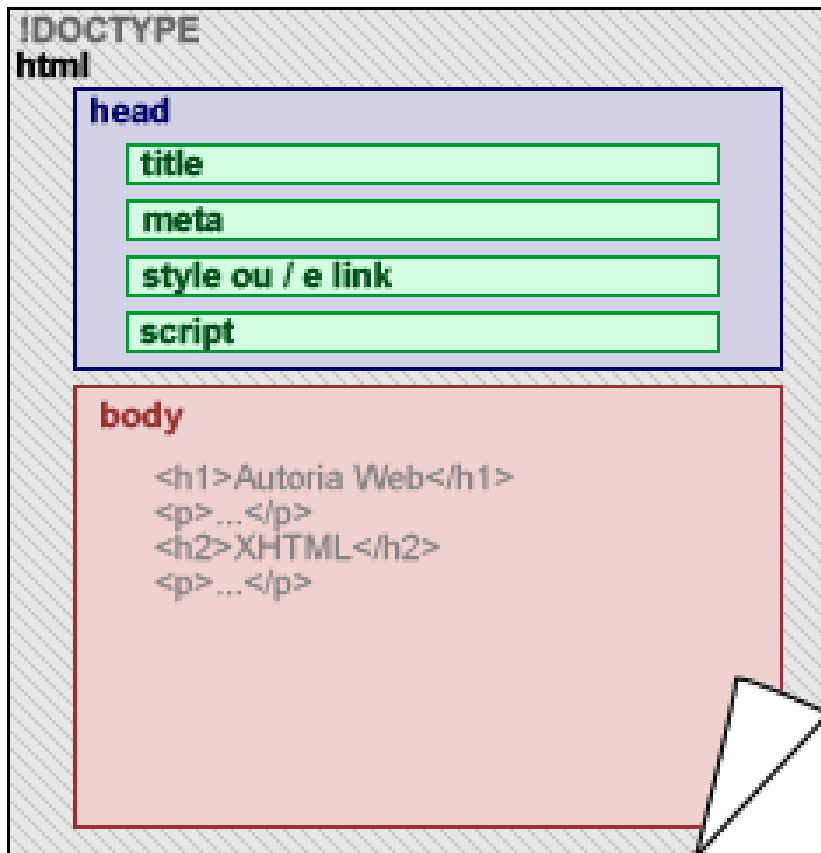 !DOCTYPE
html
head
title
meta
style ou / e link
script
body
<h1>Autoria Web</h1>
<p>...</p>
<h2>XHTML</h2>
<p>...</p>